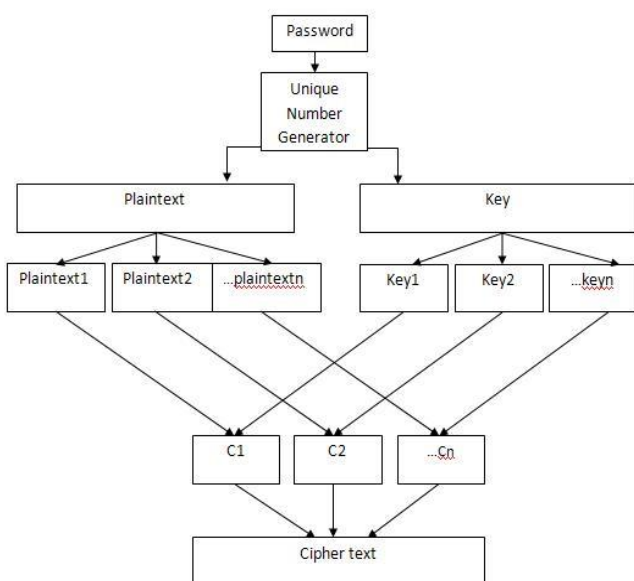 Password
Unique
Number
Generator
Plaintext
Key
Plaintext1
Plaintext2
...plaintextn
Key1
Key2
...keyn
C1
C2
...Cn
Cipher text